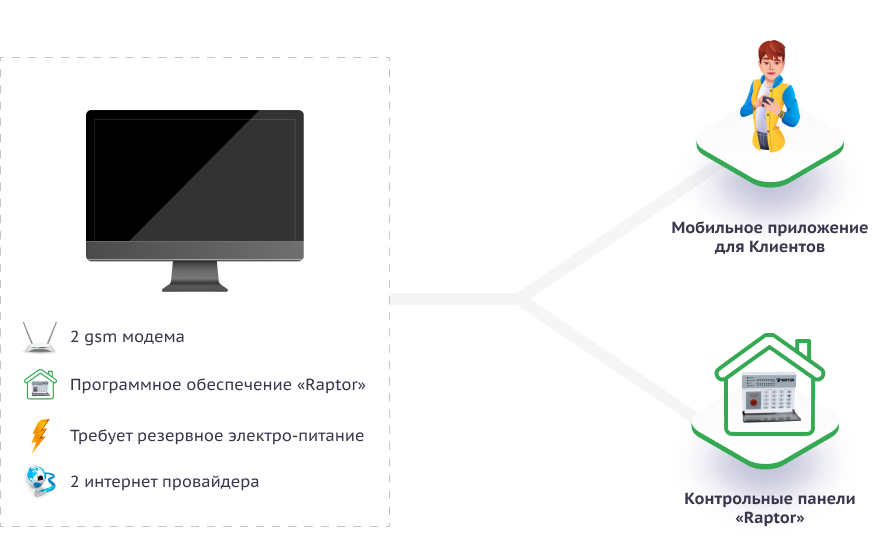 2 gsm модема
Программное обеспечение «Raptor»
Требует резервное электро-питание
2 интернет провайдера
Мобильное приложение
для Клиентов
Контрольные панели
«Raptor»